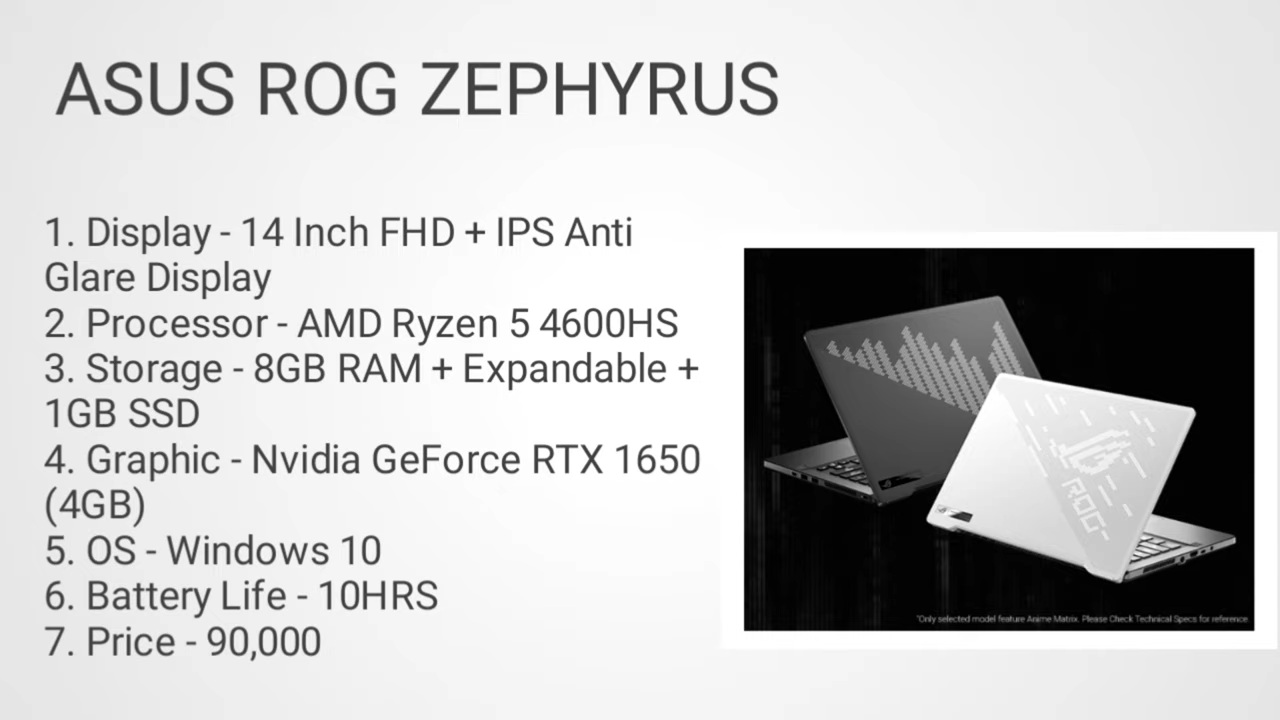 ASUS ROG ZEPHYRUS
1. Display - 14 Inch FHD + IPS Anti
Glare Display
2. Processor - AMD Ryzen 5 4600HS
3. Storage - 8GB RAM + Expandable +
1GB SSD
4. Graphic - Nvidia GeForce RTX 1650
(4GB)
5. OS - Windows 10
6. Battery Life - 10HRS
7. Price - 90,000
ROG
*Only selected model feature Anime Matrix. Please Check Technical Specs for reference.